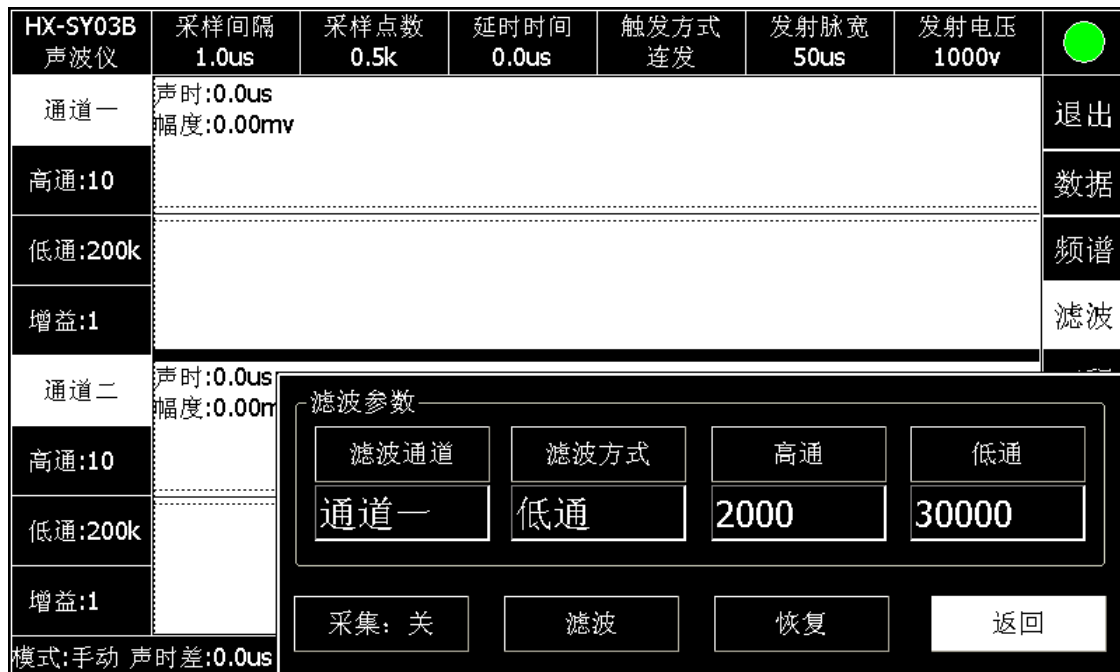 HX-SY03B
声波仪
采样间隔
1.0us
采样点数
0.5k
延时时间
0.0us
触发方式
连发
发射脉宽
50us
发射电压
1000v
通道一
高通:10
低通:200k
增益:1
声时:0.0us
幅度:0.00mv
退出
数据
频谱
滤波
通道二
高通:10
低通:200k
增益:1
声时:0.0us
幅度:0.00m
滤波参数
滤波通道
滤波方式
高通
低通
通道一
低通
2000
30000
采集：关
滤波
恢复
返回
模式:手动 声时差:0.0us